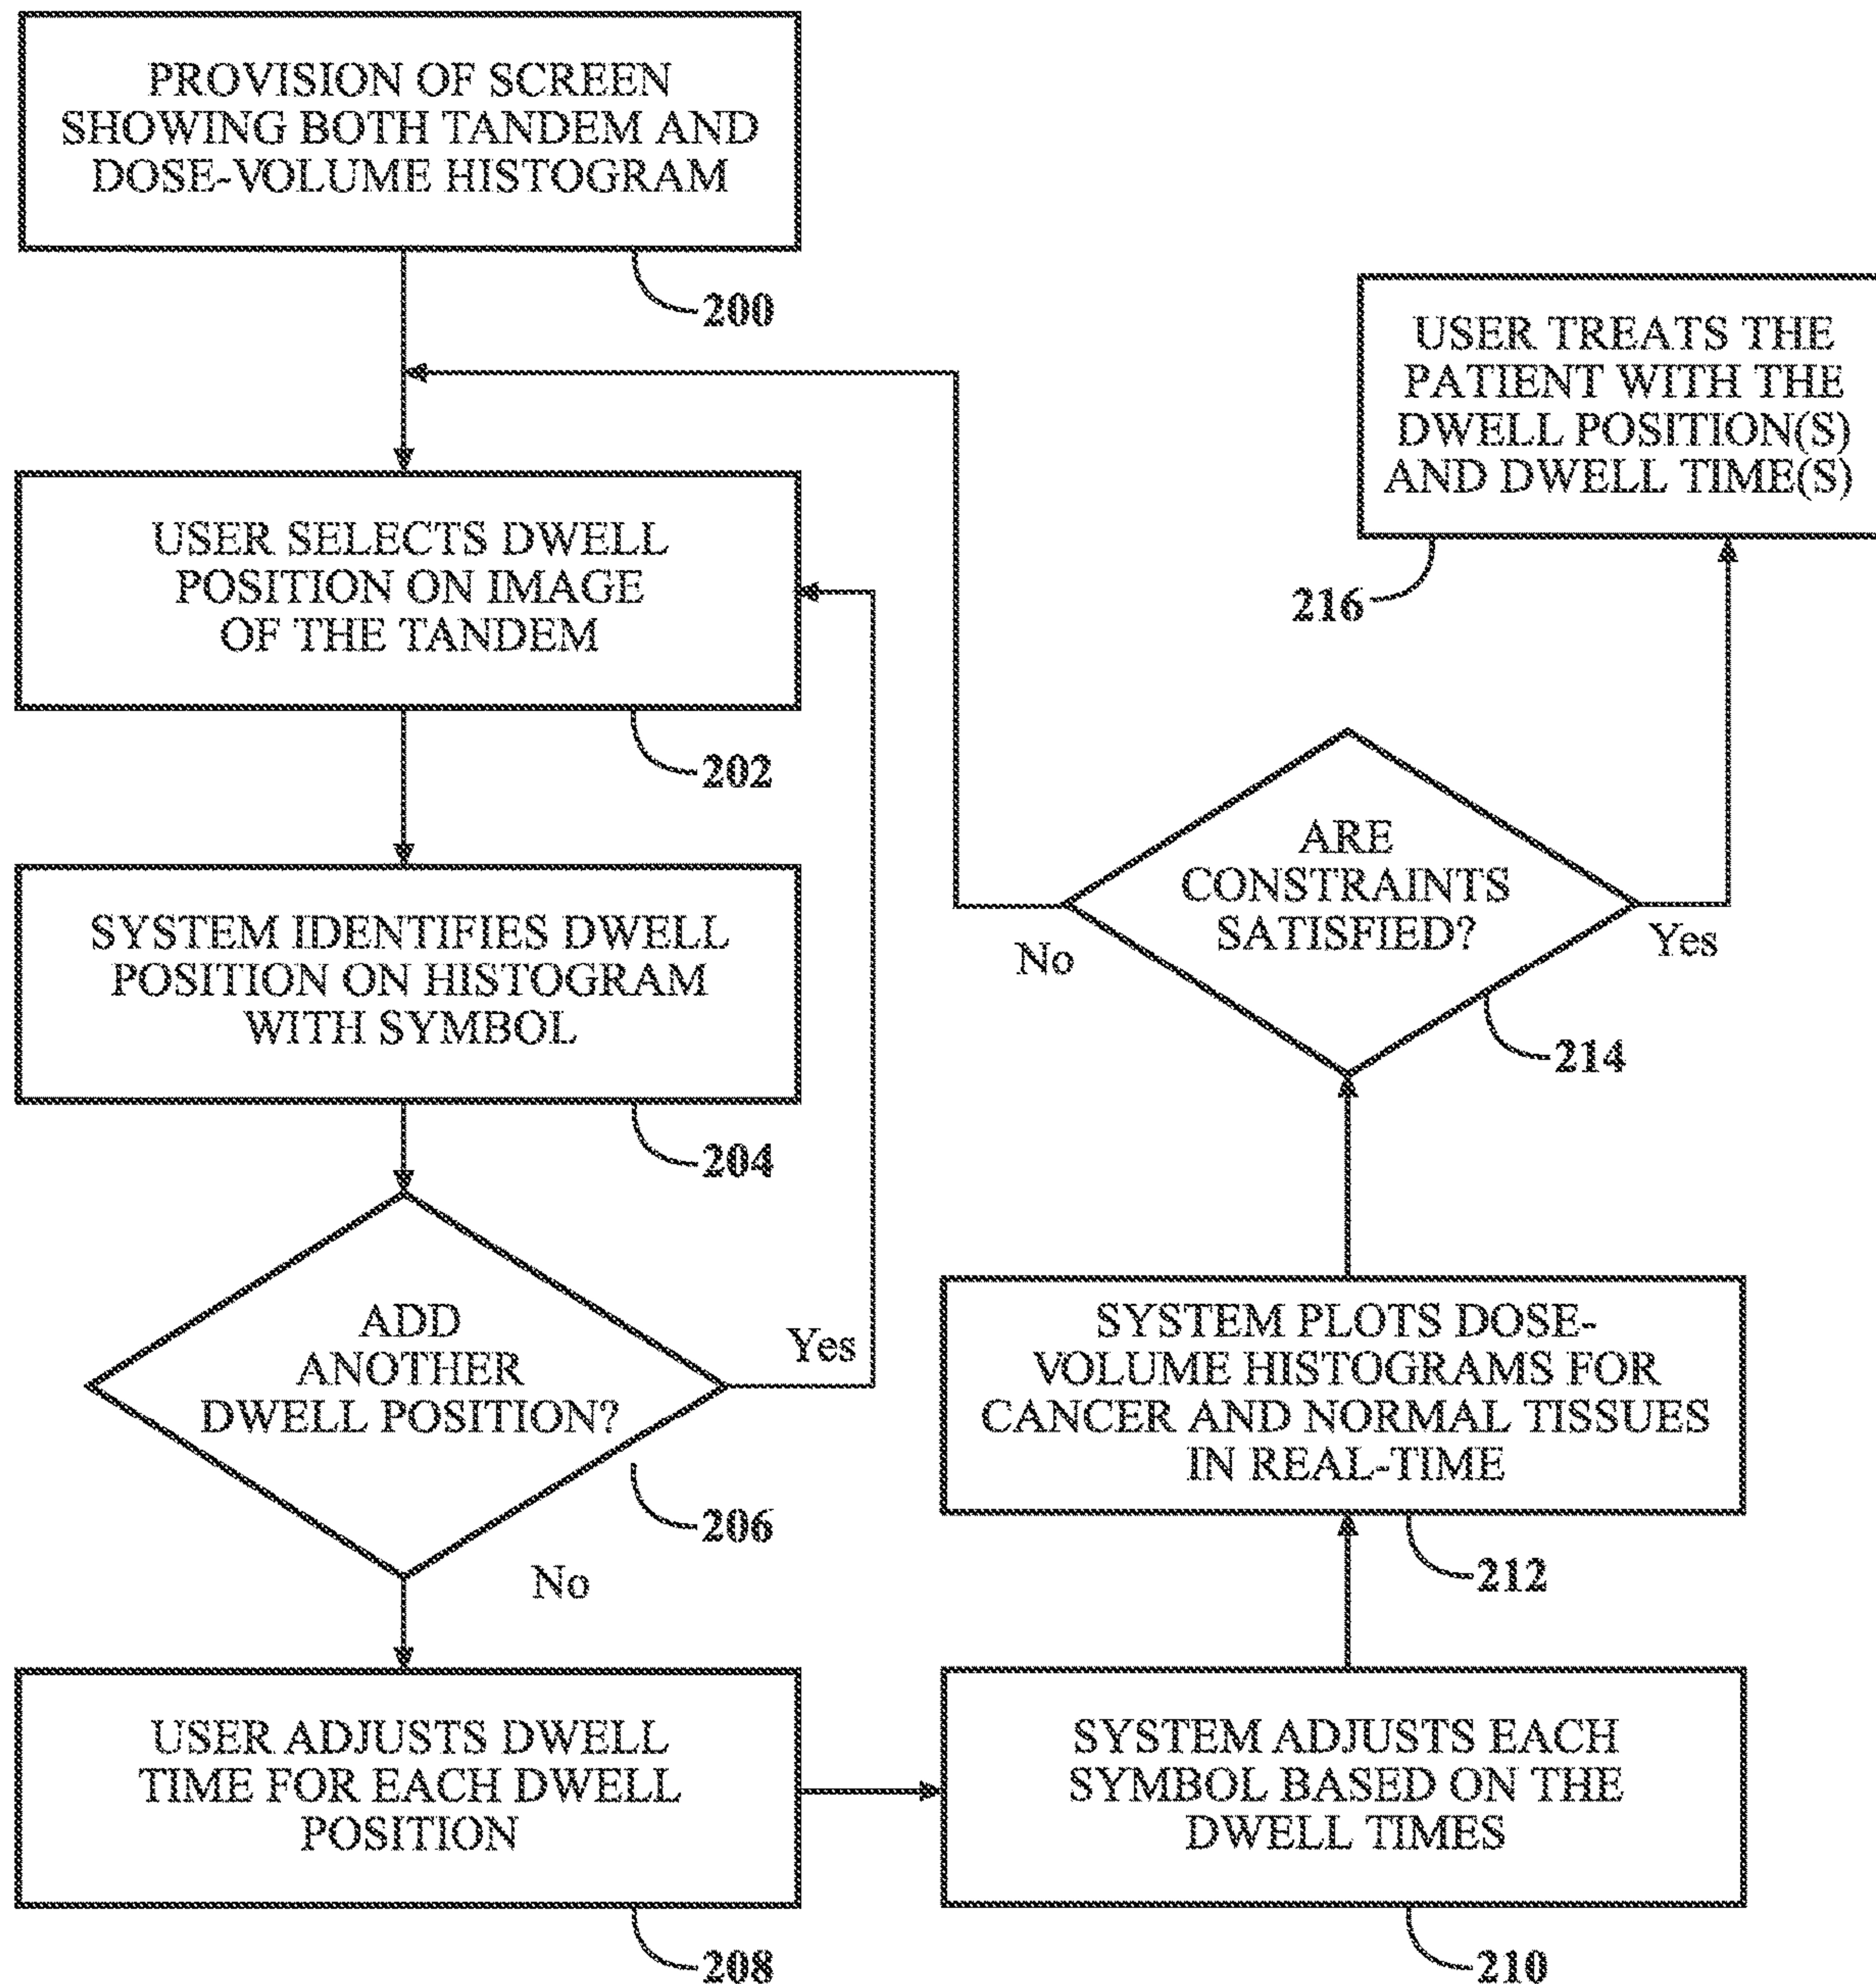 PROVISION OF SCREEN
SHOWING BOTH TANDEM AND
DOSE-VOLUME HISTOGRAM
200
USER SELECTS DWELL
POSITION ON IMAGE
OF THE TANDEM
202
SYSTEM IDENTIFIES DWELL
POSITION ON HISTOGRAM
WITH SYMBOL
204
ADD
ANOTHER
DWELL POSITION?
Yes
206
No
USER ADJUSTS DWELL
TIME FOR EACH DWELL
POSITION
208
SYSTEM ADJUSTS EACH
SYMBOL BASED ON THE
DWELL TIMES
210
SYSTEM PLOTS DOSE-
VOLUME HISTOGRAMS FOR
CANCER AND NORMAL TISSUES
IN REAL-TIME
212
ARE
CONSTRAINTS
SATISFIED?
No
Yes
214
USER TREATS THE
PATIENT WITH THE
DWELL POSITION(S)
AND DWELL TIME(S)
216